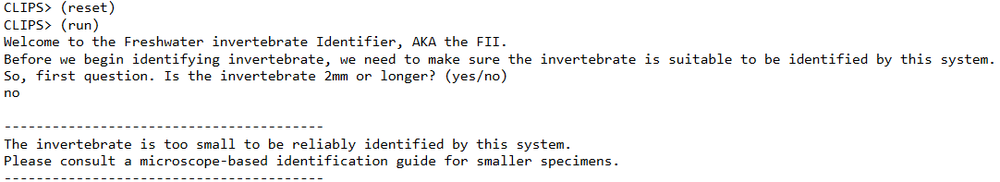 CLIPS> (reset)
CLIPS> (run)
Welcome to the Freshwater invertebrate Identifier, AKA the FII.
Before we begin identifying invertebrate, we need to make sure the invertebrate is suitable to be identified by this system.
So, first question. Is the invertebrate 2mm or longer? (yes/no)
no
---------------------------------------
The invertebrate is too small to be reliably identified by this system.
Please consult a microscope-based identification guide for smaller specimens.
---------------------------------------